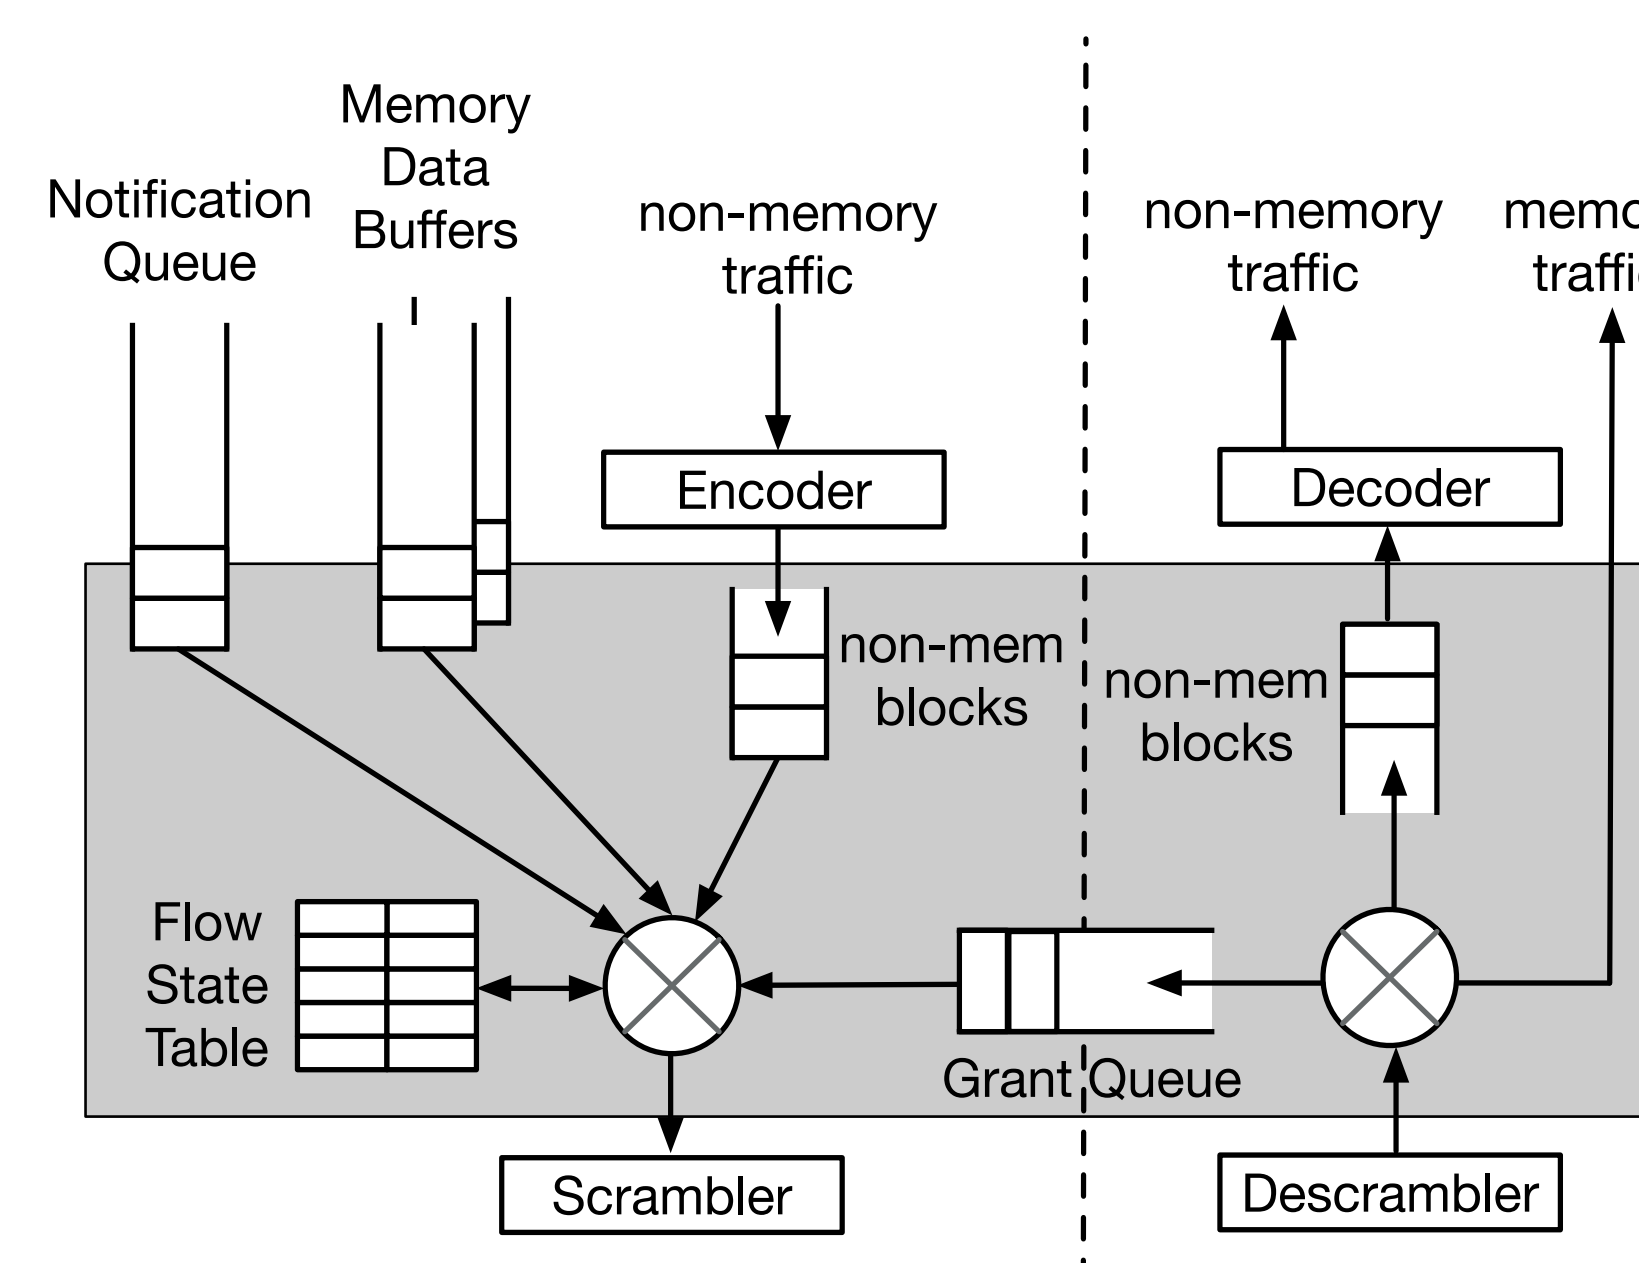 Memory
Data
Buffers
Notification
Queue
non-memory
traffic
non-memory
traffic
Encoder
Decoder
non-mem
blocks
non-mem
blocks
Flow
State
Table
Grant Queue
Scrambler
Descrambler